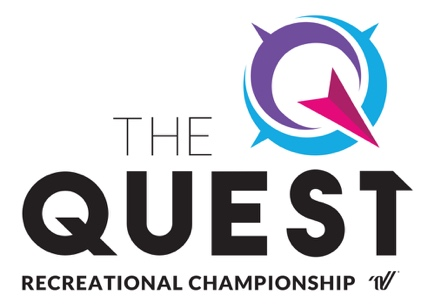 THE
QUEST
RECREATIONAL CHAMPIONSHIP